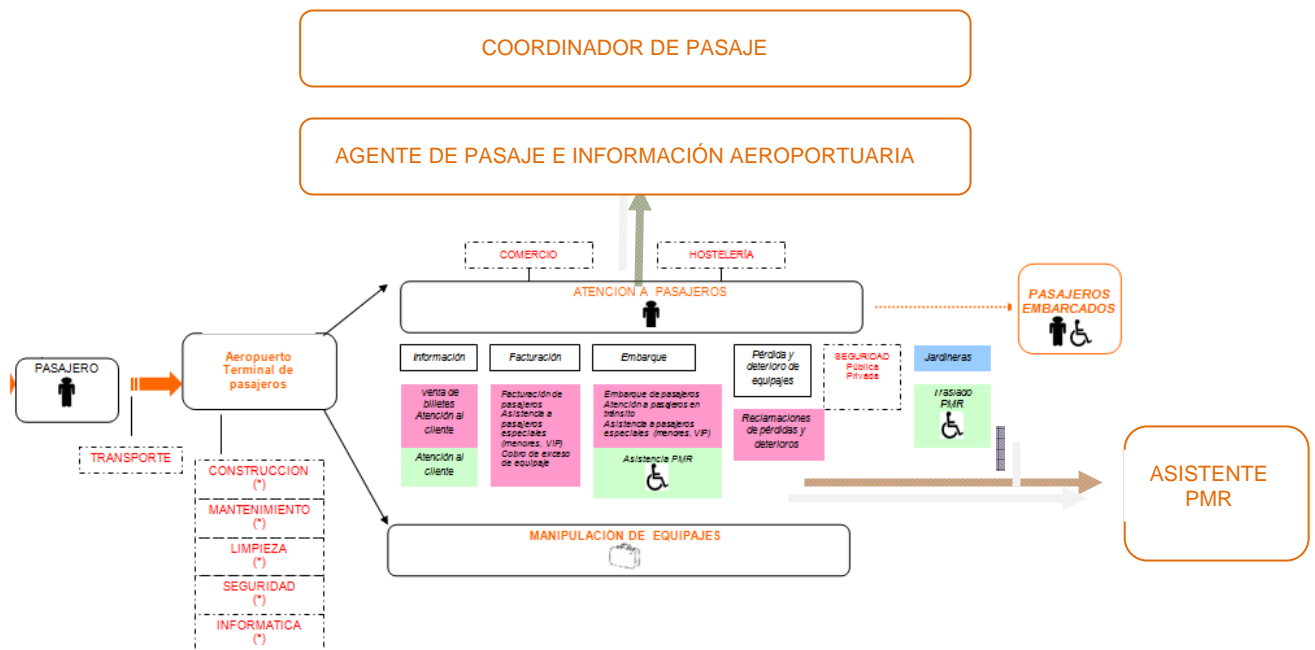 COORDINADOR DE PASAJE
AGENTE DE PASAJE E INFORMACIÓN AEROPORTUARIA
COMERCIO
HOSTELERÍA
ATENCION A PASAJEROS
PASAJEROS
EMBARCADOS
PASAJERO
Aeropuerto
Terminal de
pasajeros
TRANSPORTE
CONSTRUCCION
(*)
MANTENIMIENTO
(*)
LIMPIEZA
(*)
SEGURIDAD
(*)
INFORMATICA
(*)
Información
Venta de
billetes
Atención al
cliente
Atención al
cliente
Facturación
Facturación de
pasajeros
Asistencia a
pasajeros
especiales
(menores, VIP)
Cobro de exceso
de equipaje
Embarque
Embarque de pasajeros
Atención a pasajeros en
tránsito
Asistencia a pasajeros
especiales (menores, VIP)
Asistencia PMR
Pérdida y
deterioro de
equipajes
Reclamaciones
de pérdidas y
deterioros
SEGURIDAD
Pública
Privada
Jardineras
Traslado
PMR
MANIPULACIÓN DE EQUIPAJES
ASISTENTE
PMR